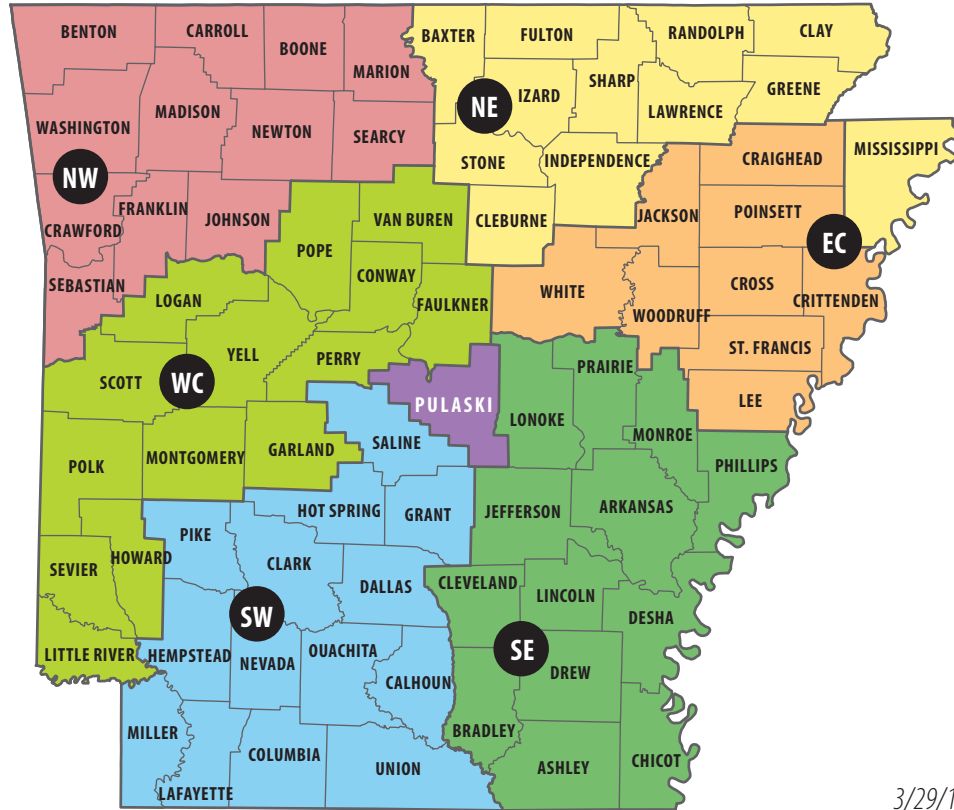 BENTON
CARROLL
BOONE
MARION
BAXTER
FULTON
RANDOLPH
CLAY
WASHINGTON
MADISON
NEWTON
SEARCY
NE
IZARD
SHARP
LAWRENCE
GREENE
NW
STONE
INDEPENDENCE
CRAIGHEAD
MISSISSIPPI
CRAWFORD
FRANKLIN
JOHNSON
POPE
VAN BUREN
CLEBURNE
JACKSON
POINSETT
EC
SEBASTIAN
LOGAN
CONWAY
FAULKNER
WHITE
WOODRUFF
CROSS
CRITTENDEN
SCOTT
WC
YELL
PERRY
PULASKI
LONOKE
PRAIRIE
ST. FRANCIS
LEE
POLK
MONTGOMERY
GARLAND
SALINE
MONROE
PHILLIPS
HOT SPRING
GRANT
JEFFERSON
ARKANSAS
SEVIER
HOWARD
PIKE
CLARK
DALLAS
CLEVELAND
LINCOLN
DESHA
SW
SE
LITTLE RIVER
HEMPSTEAD
NEVADA
OUACHITA
CALHOUN
DREW
MILLER
LAFAYETTE
COLUMBIA
UNION
BRADLEY
ASHLEY
CHICOT
3/29/1